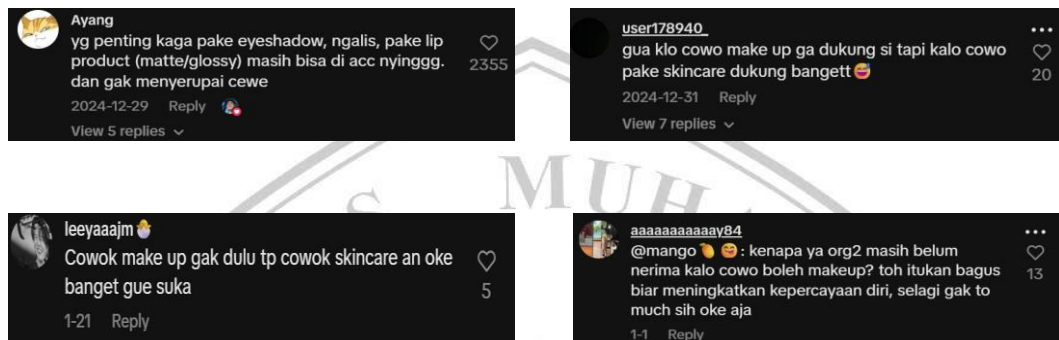 Ayang
yg penting kaga pake eyeshadow, ngalis, pake lip
product (matte/glossy) masih bisa di acc nyinggg.
dan gak menyerupai cewe
2355
2024-12-29 Reply
View 5 replies
user178940_
gua klo cowo make up ga dukung si tapi kalo cowo
pake skincare dukung bangett😅
20
2024-12-31 Reply
View 7 replies
MUH
leeyaaajm🐣
Cowok make up gak dulu tp cowok skincare an oke
banget gue suka
5
1-21 Reply
aaaaaaaaaaay84
@mango🥭 😄: kenapa ya org2 masih belum
nerima kalo cowo boleh makeup? toh itukan bagus
biar meningkatkan kepercayaan diri, selagi gak to
much sih oke aja
13
1-1 Reply